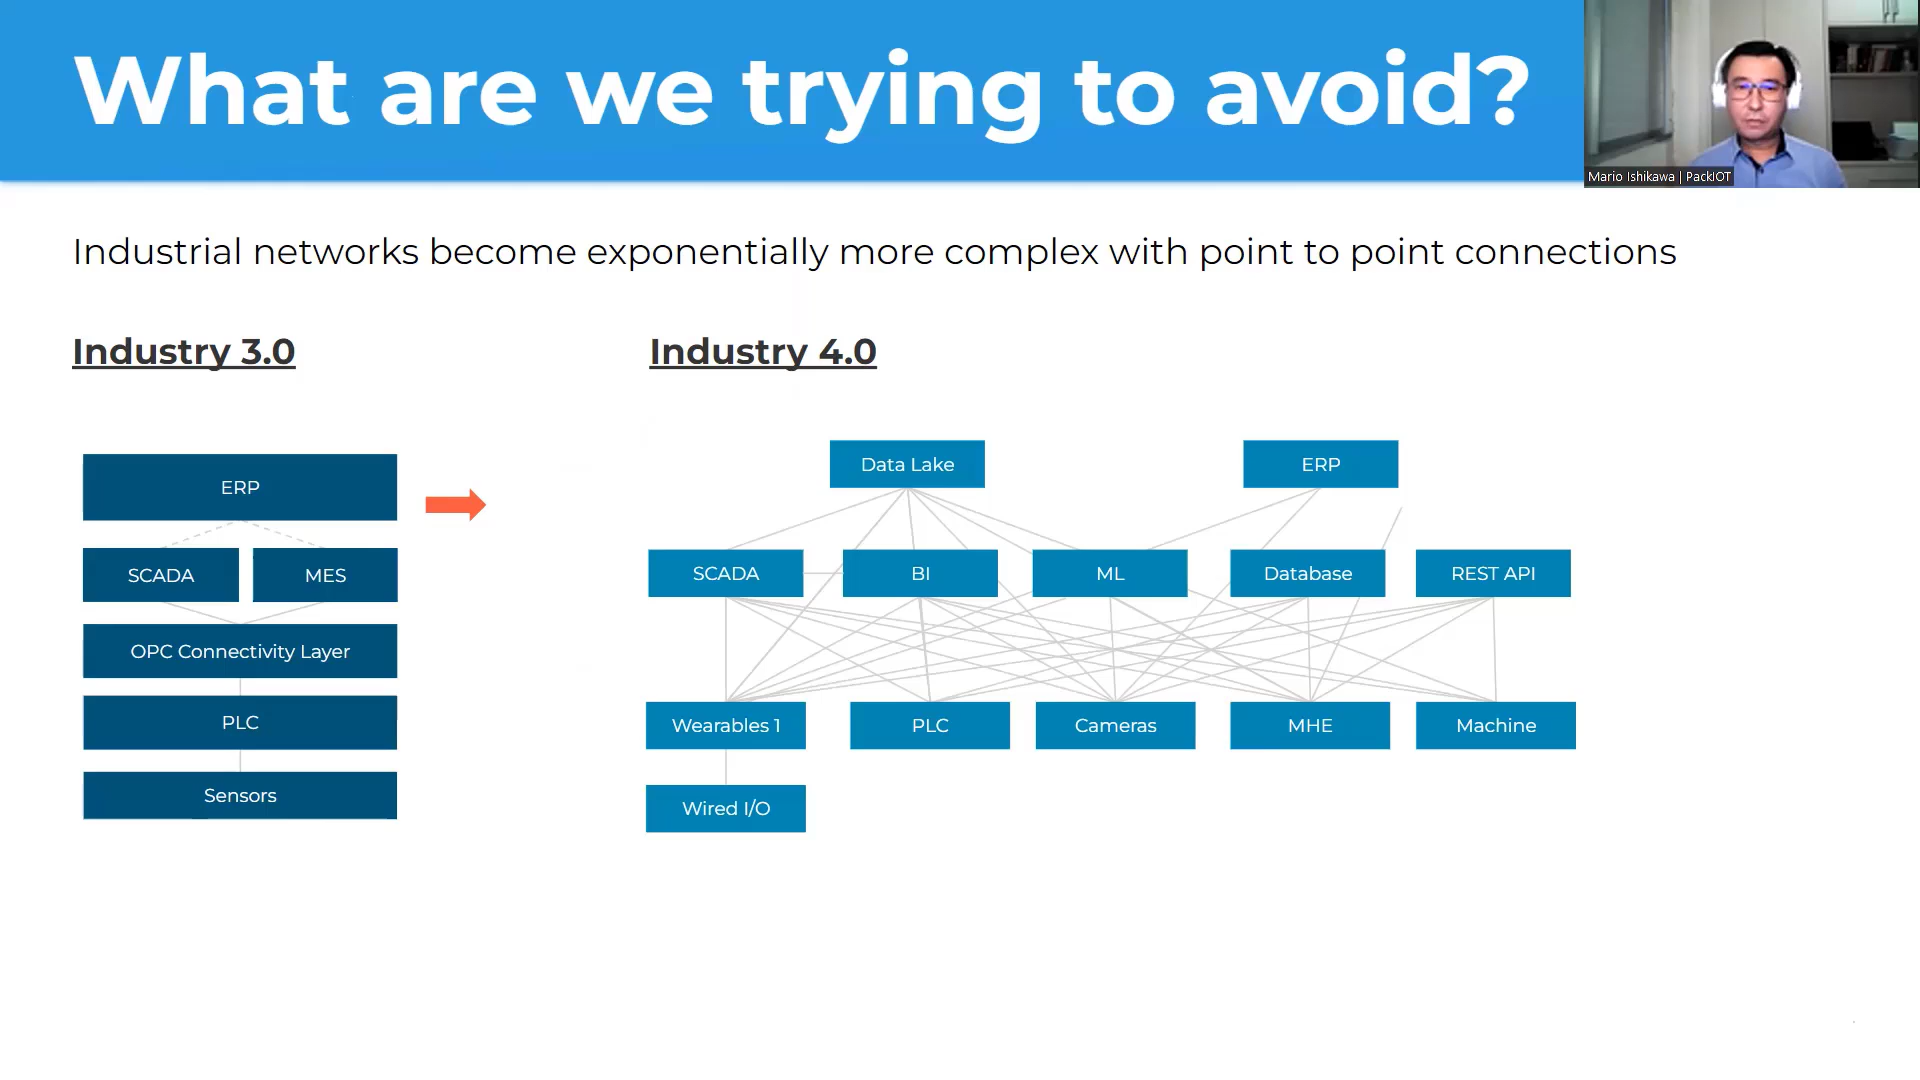 What are we trying to avoid?
Mario Ishikawa | PackIOT
Industrial networks become exponentially more complex with point to point connections
Industry 3.0
ERP
SCADA
MES
OPC Connectivity Layer
PLC
Sensors
Industry 4.0
Data Lake
ERP
SCADA
BI
ML
Database
REST API
Wearables 1
PLC
Cameras
MHE
Machine
Wired I/O